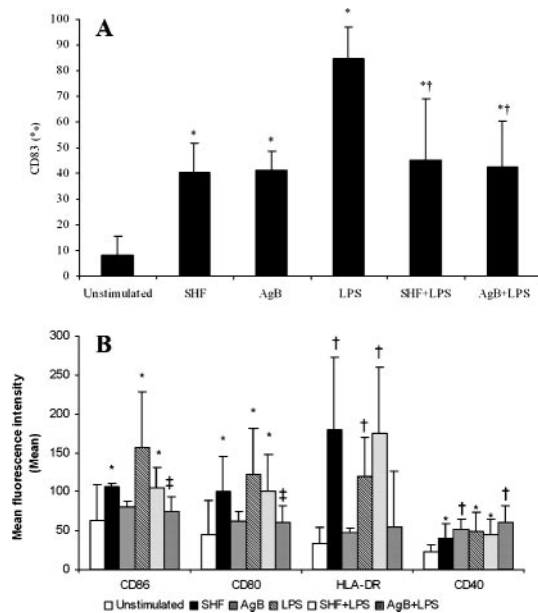 A
100
90
80
70
60
50
40
30
20
10
0
CD83 (%)
* * * *† *†
Unstimulated SHF AgB LPS SHF+LPS AgB+LPS
B
300
250
200
150
100
50
0
Mean fluorescence intensity
(Mean)
* * * ‡ * * * ‡ † † † * † * * †
CD86 CD80 HLA-DR CD40
Unstimulated SHF AgB LPS SHF+LPS AgB+LPS